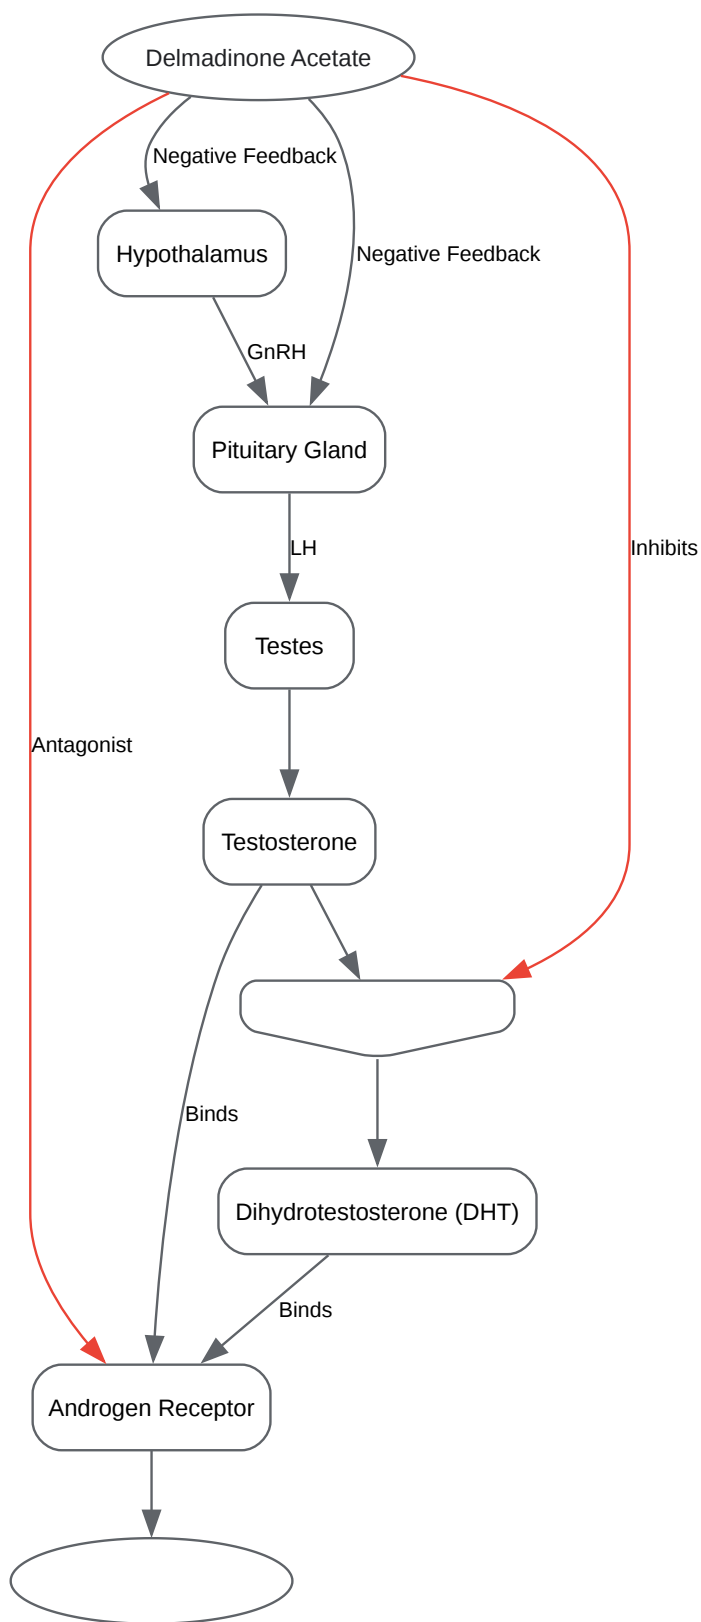 Delmadinone Acetate
Negative Feedback
Hypothalamus
Negative Feedback
GnRH
Pituitary Gland
LH
Inhibits
Testes
Antagonist
Testosterone
Binds
Dihydrotestosterone (DHT)
Binds
Androgen Receptor